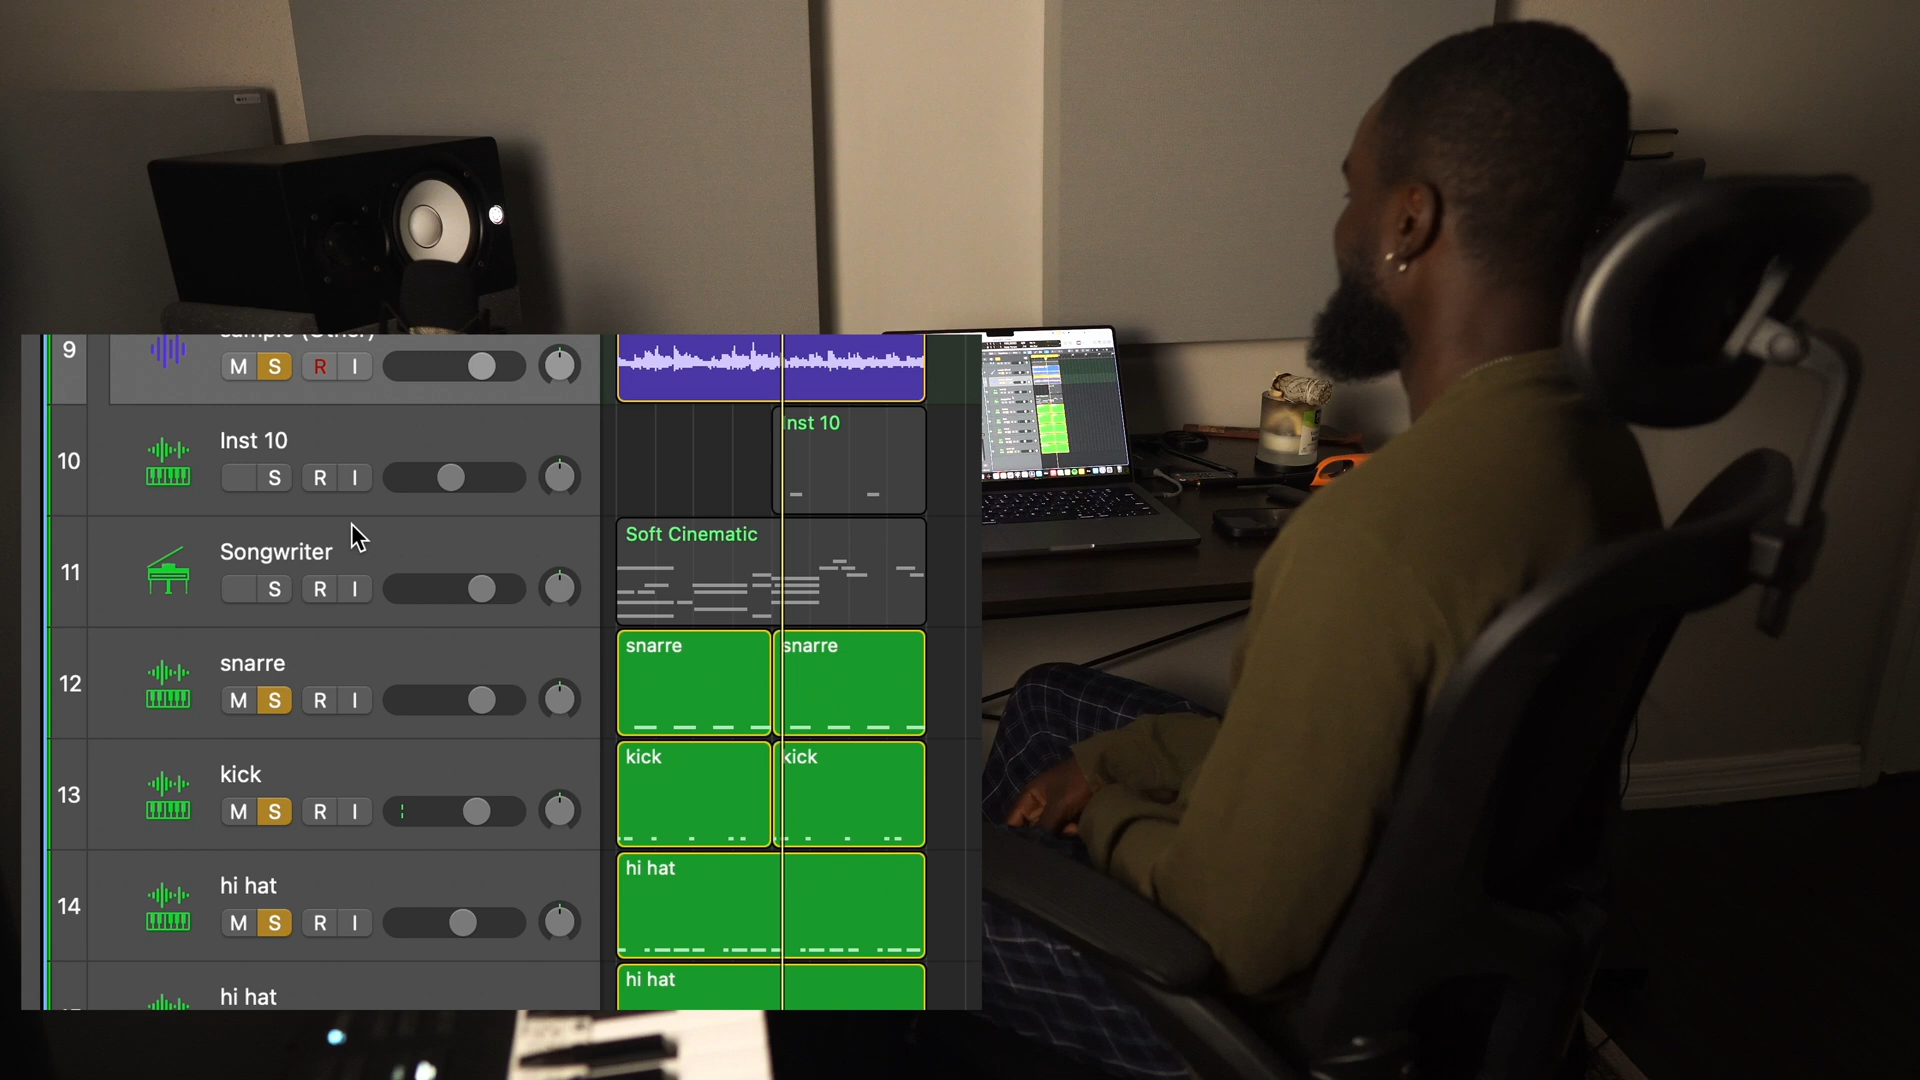 9
M S R I
10
Inst 10
S R I
Inst 10
11
Songwriter
S R I
Soft Cinematic
12
snarre
M S R I
snarre
snarre
13
kick
M S R I
kick
kick
14
hi hat
M S R I
hi hat
hi hat
hi hat